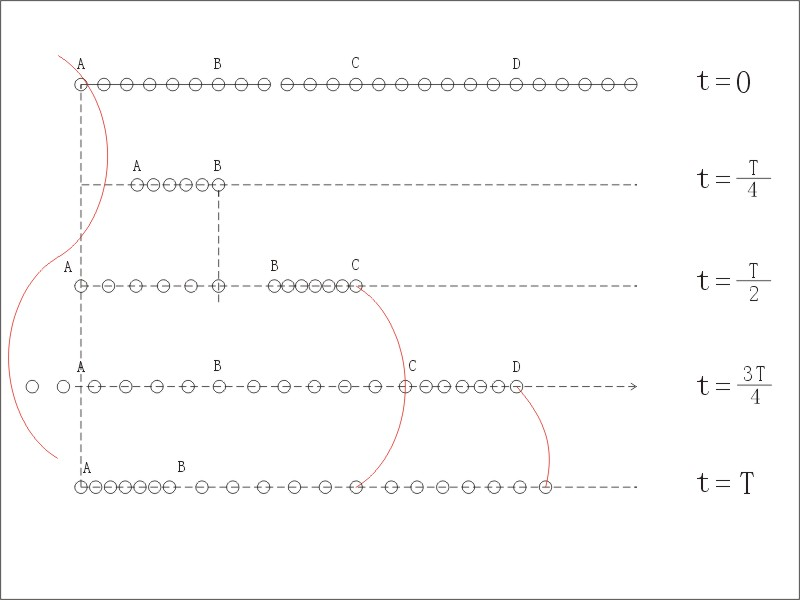 A B C D t=0
A B t=T/4
A B C t=T/2
A B C D t=3T/4
A B t=T